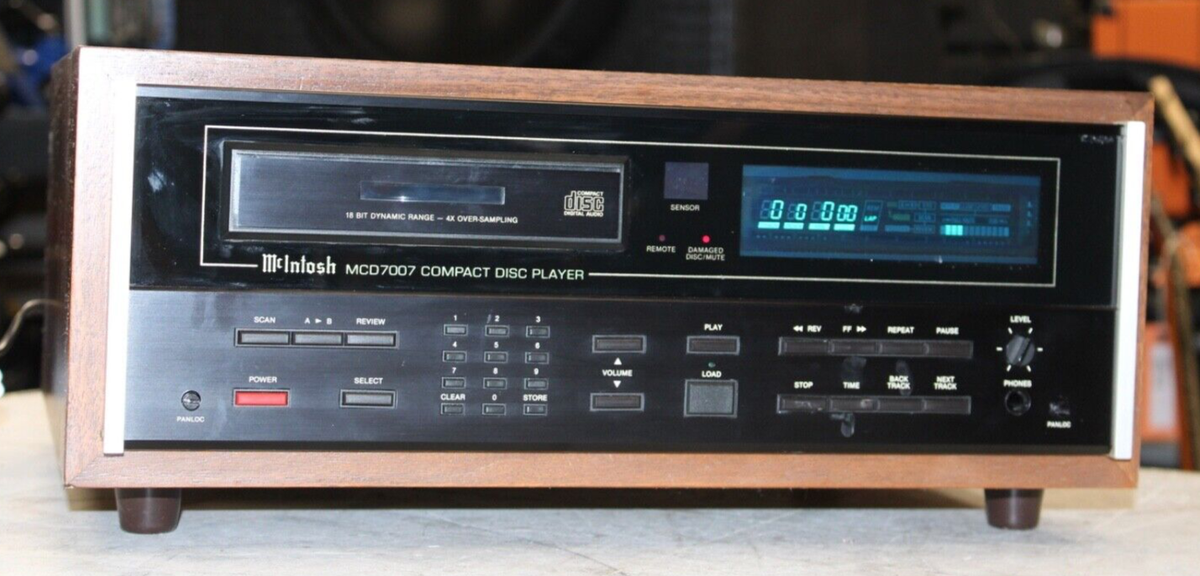 COMPACT
disc
DIGITAL AUDIO
18 BIT DYNAMIC RANGE – 4X OVER-SAMPLING
SENSOR
REMOTE
DAMAGED
DISC/MUTE
LAP
McIntosh MCD7007 COMPACT DISC PLAYER
SCAN
A ► B
REVIEW
1
2
3
4
5
6
7
8
9
CLEAR
0
STORE
POWER
SELECT
PANLOC
▲
VOLUME
▼
PLAY
LOAD
◄◄ REV
FF ►►
REPEAT
PAUSE
STOP
TIME
BACK
TRACK
NEXT
TRACK
LEVEL
PHONES
PANLOC